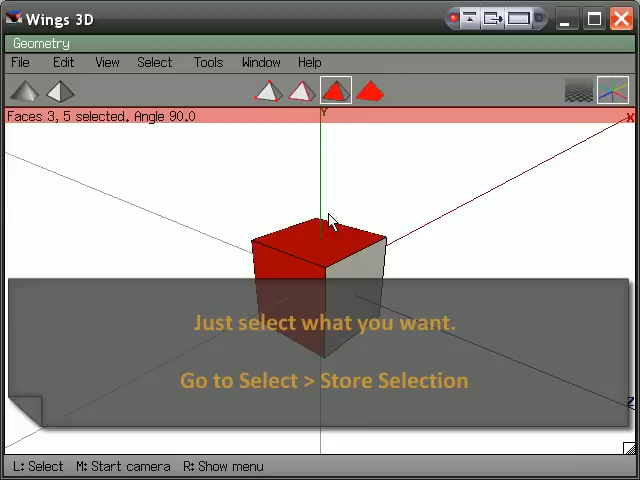 Wings 3D
Geometry
File Edit View Select Tools Window Help
Faces 3, 5 selected. Angle 90.0
Y
X
Just select what you want.
Go to Select > Store Selection
Z
L: Select M: Start camera R: Show menu